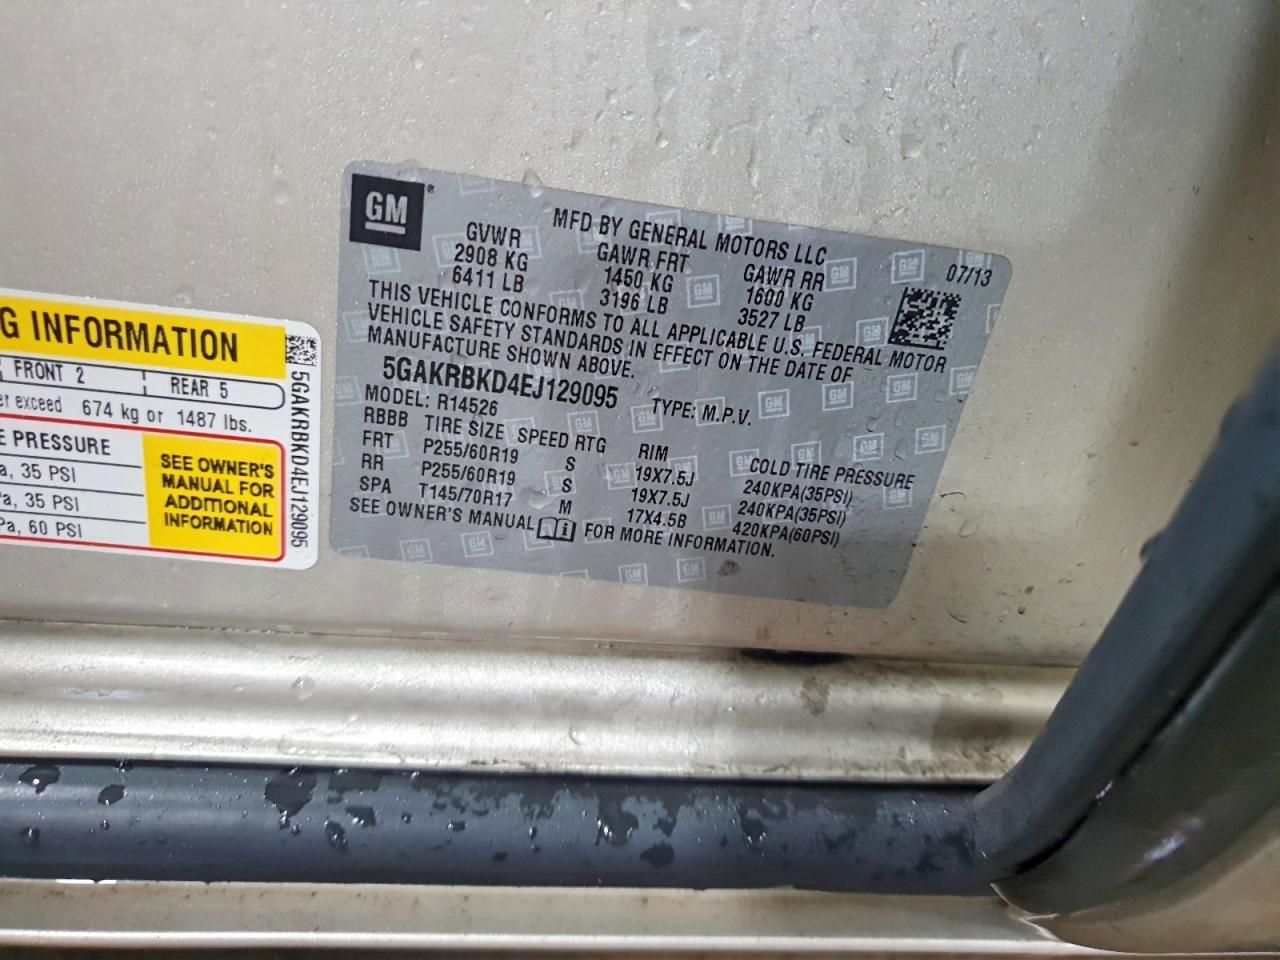 GM
MFD BY GENERAL MOTORS LLC
GVWR GAWR FRT GAWR RR 07/13
2908 KG 1450 KG 1600 KG
6411 LB 3196 LB 3527 LB
THIS VEHICLE CONFORMS TO ALL APPLICABLE U.S. FEDERAL MOTOR
VEHICLE SAFETY STANDARDS IN EFFECT ON THE DATE OF
MANUFACTURE SHOWN ABOVE.
5GAKRBKD4EJ129095 TYPE: M.P.V.
MODEL: R14526
RBBB TIRE SIZE SPEED RTG RIM COLD TIRE PRESSURE
FRT P255/60R19 S 19X7.5J 240KPA(35PSI)
RR P255/60R19 S 19X7.5J 240KPA(35PSI)
SPA T145/70R17 M 17X4.5B 420KPA(60PSI)
SEE OWNER'S MANUAL FOR MORE INFORMATION.
G INFORMATION
FRONT 2 REAR 5
er exceed 674 kg or 1487 lbs.
E PRESSURE
a, 35 PSI
Pa, 35 PSI
Pa, 60 PSI
SEE OWNER'S
MANUAL FOR
ADDITIONAL
INFORMATION
5GAKRBKD4EJ129095